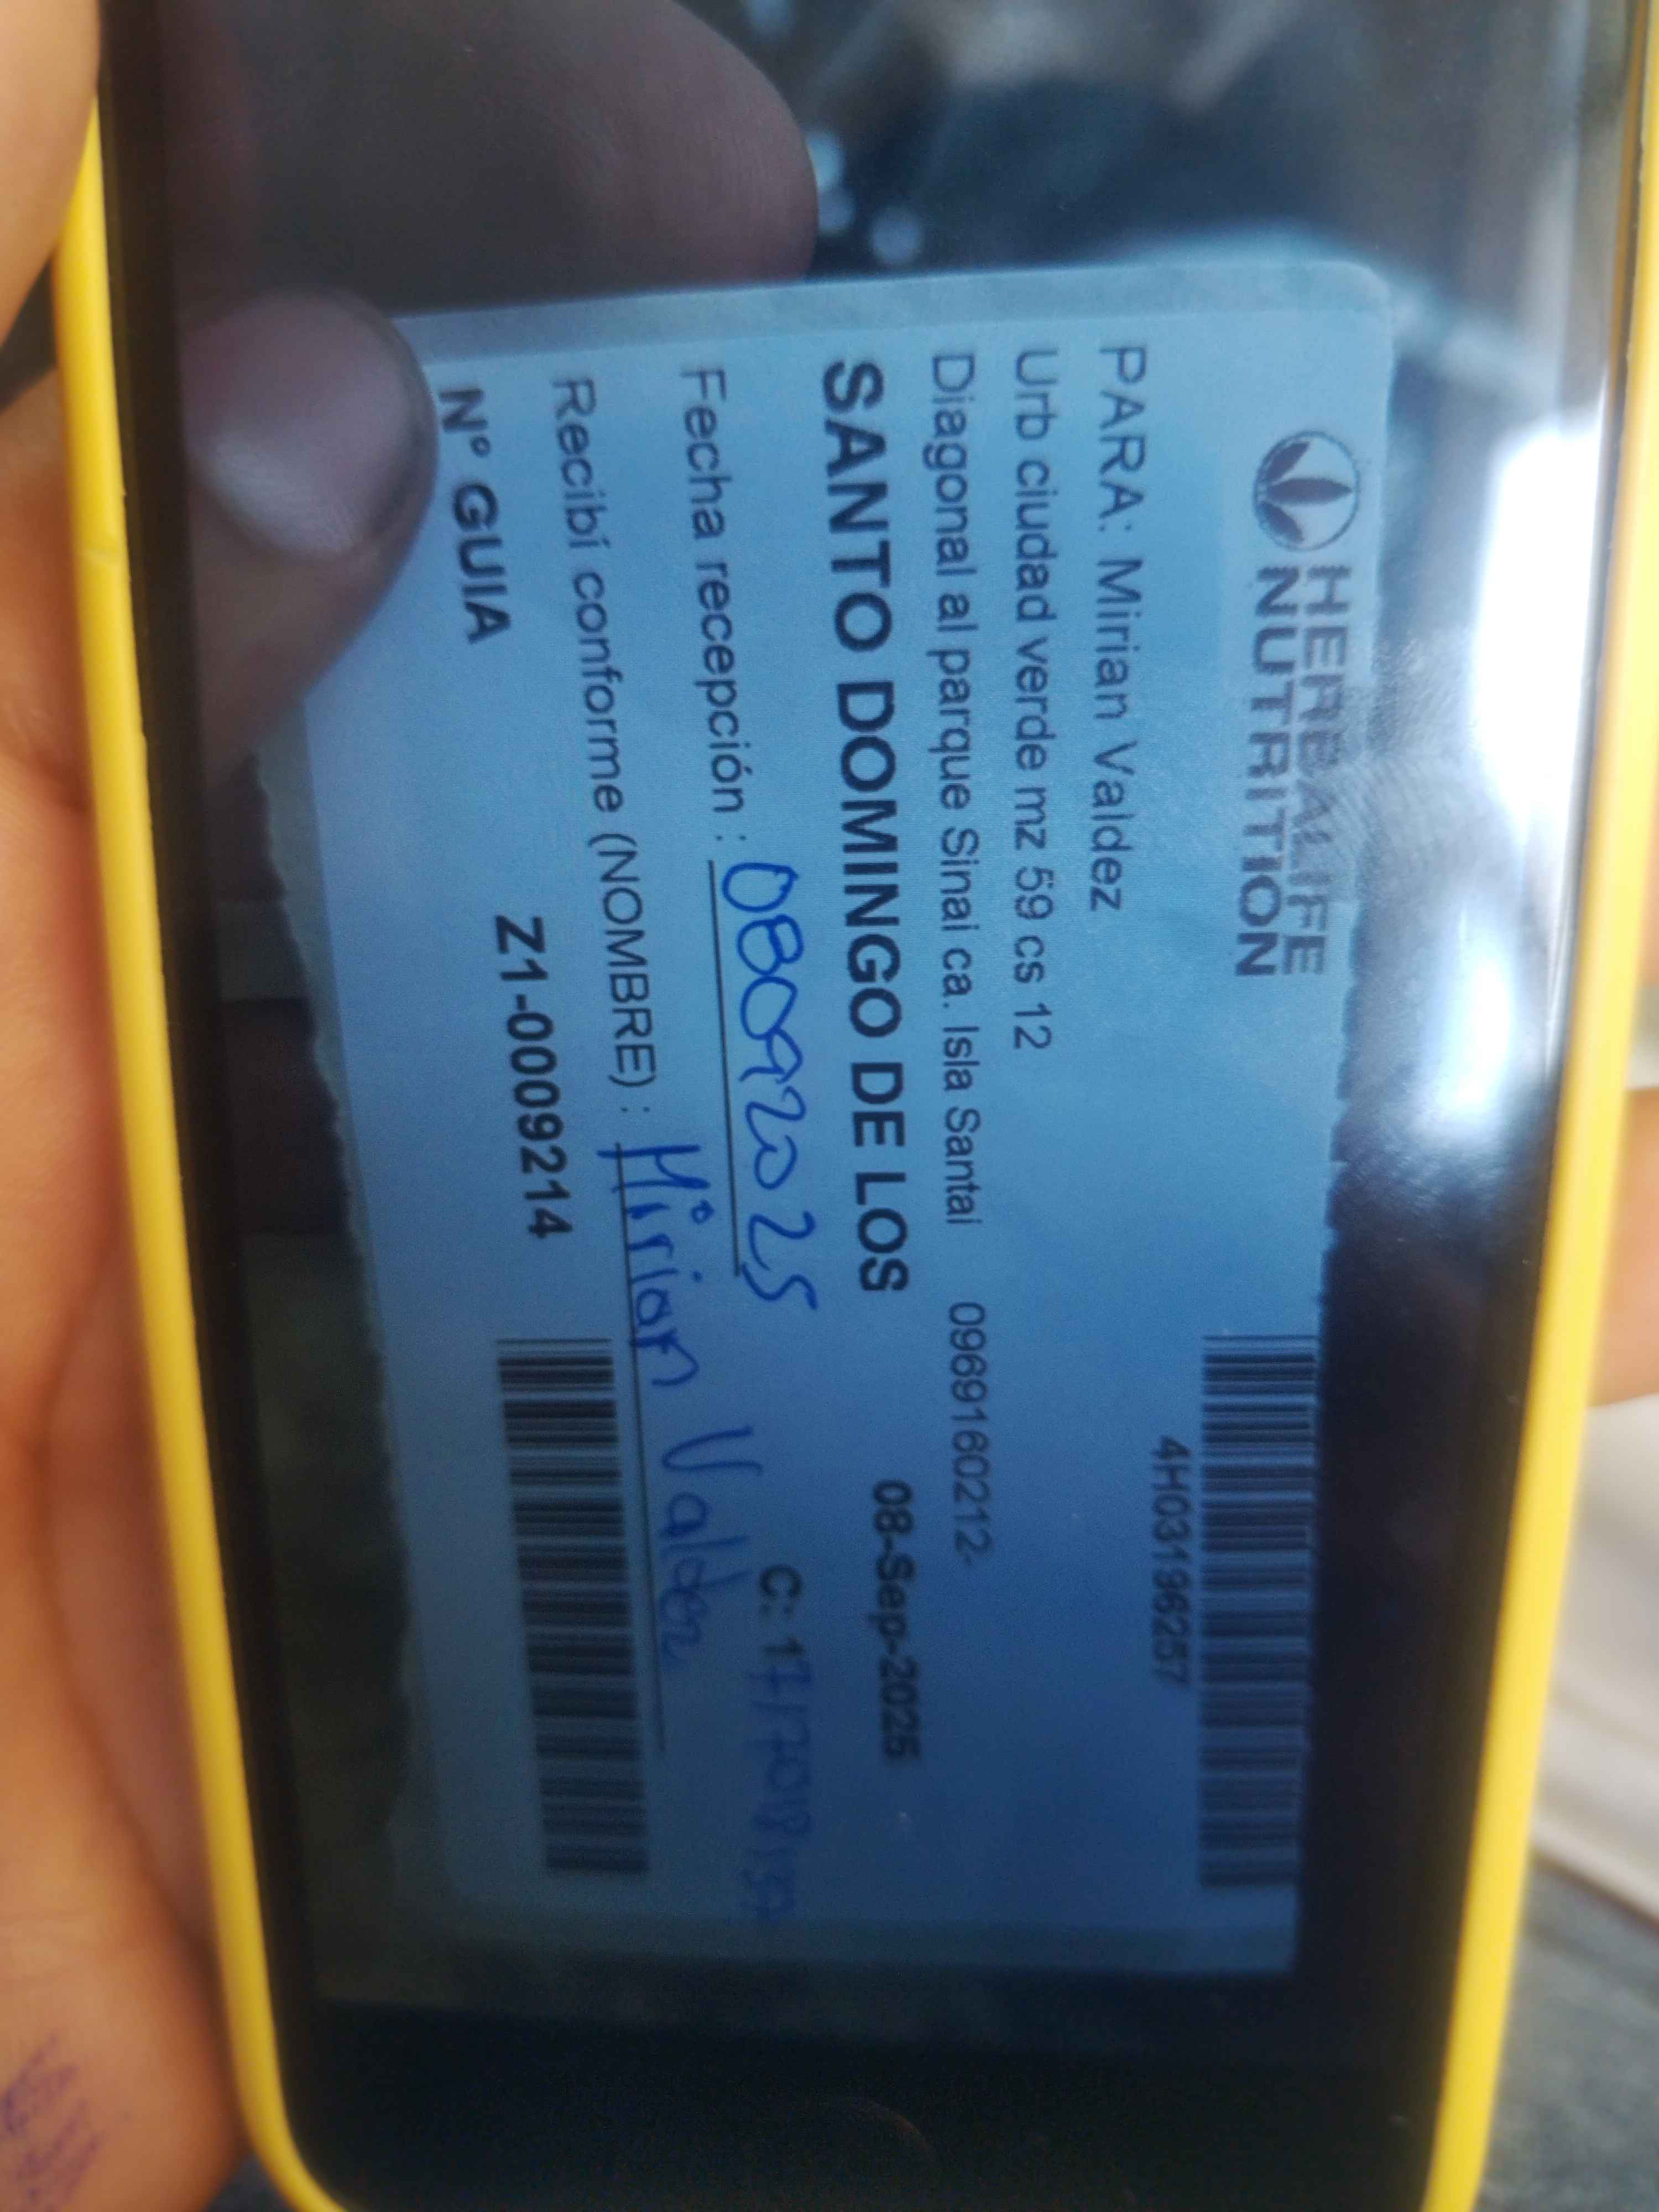 HERBALIFE
NUTRITION
4H03196257
PARA: Mirian Valdez
Urb ciudad verde mz 59 cs 12
Diagonal al parque Sinai ca. Isla Santai 0969160212-
SANTO DOMINGO DE LOS 08-Sep-2025
Fecha recepción : 08092025 C:
Recibí conforme (NOMBRE) : Mirian Valdez
N° GUIA Z1-0009214